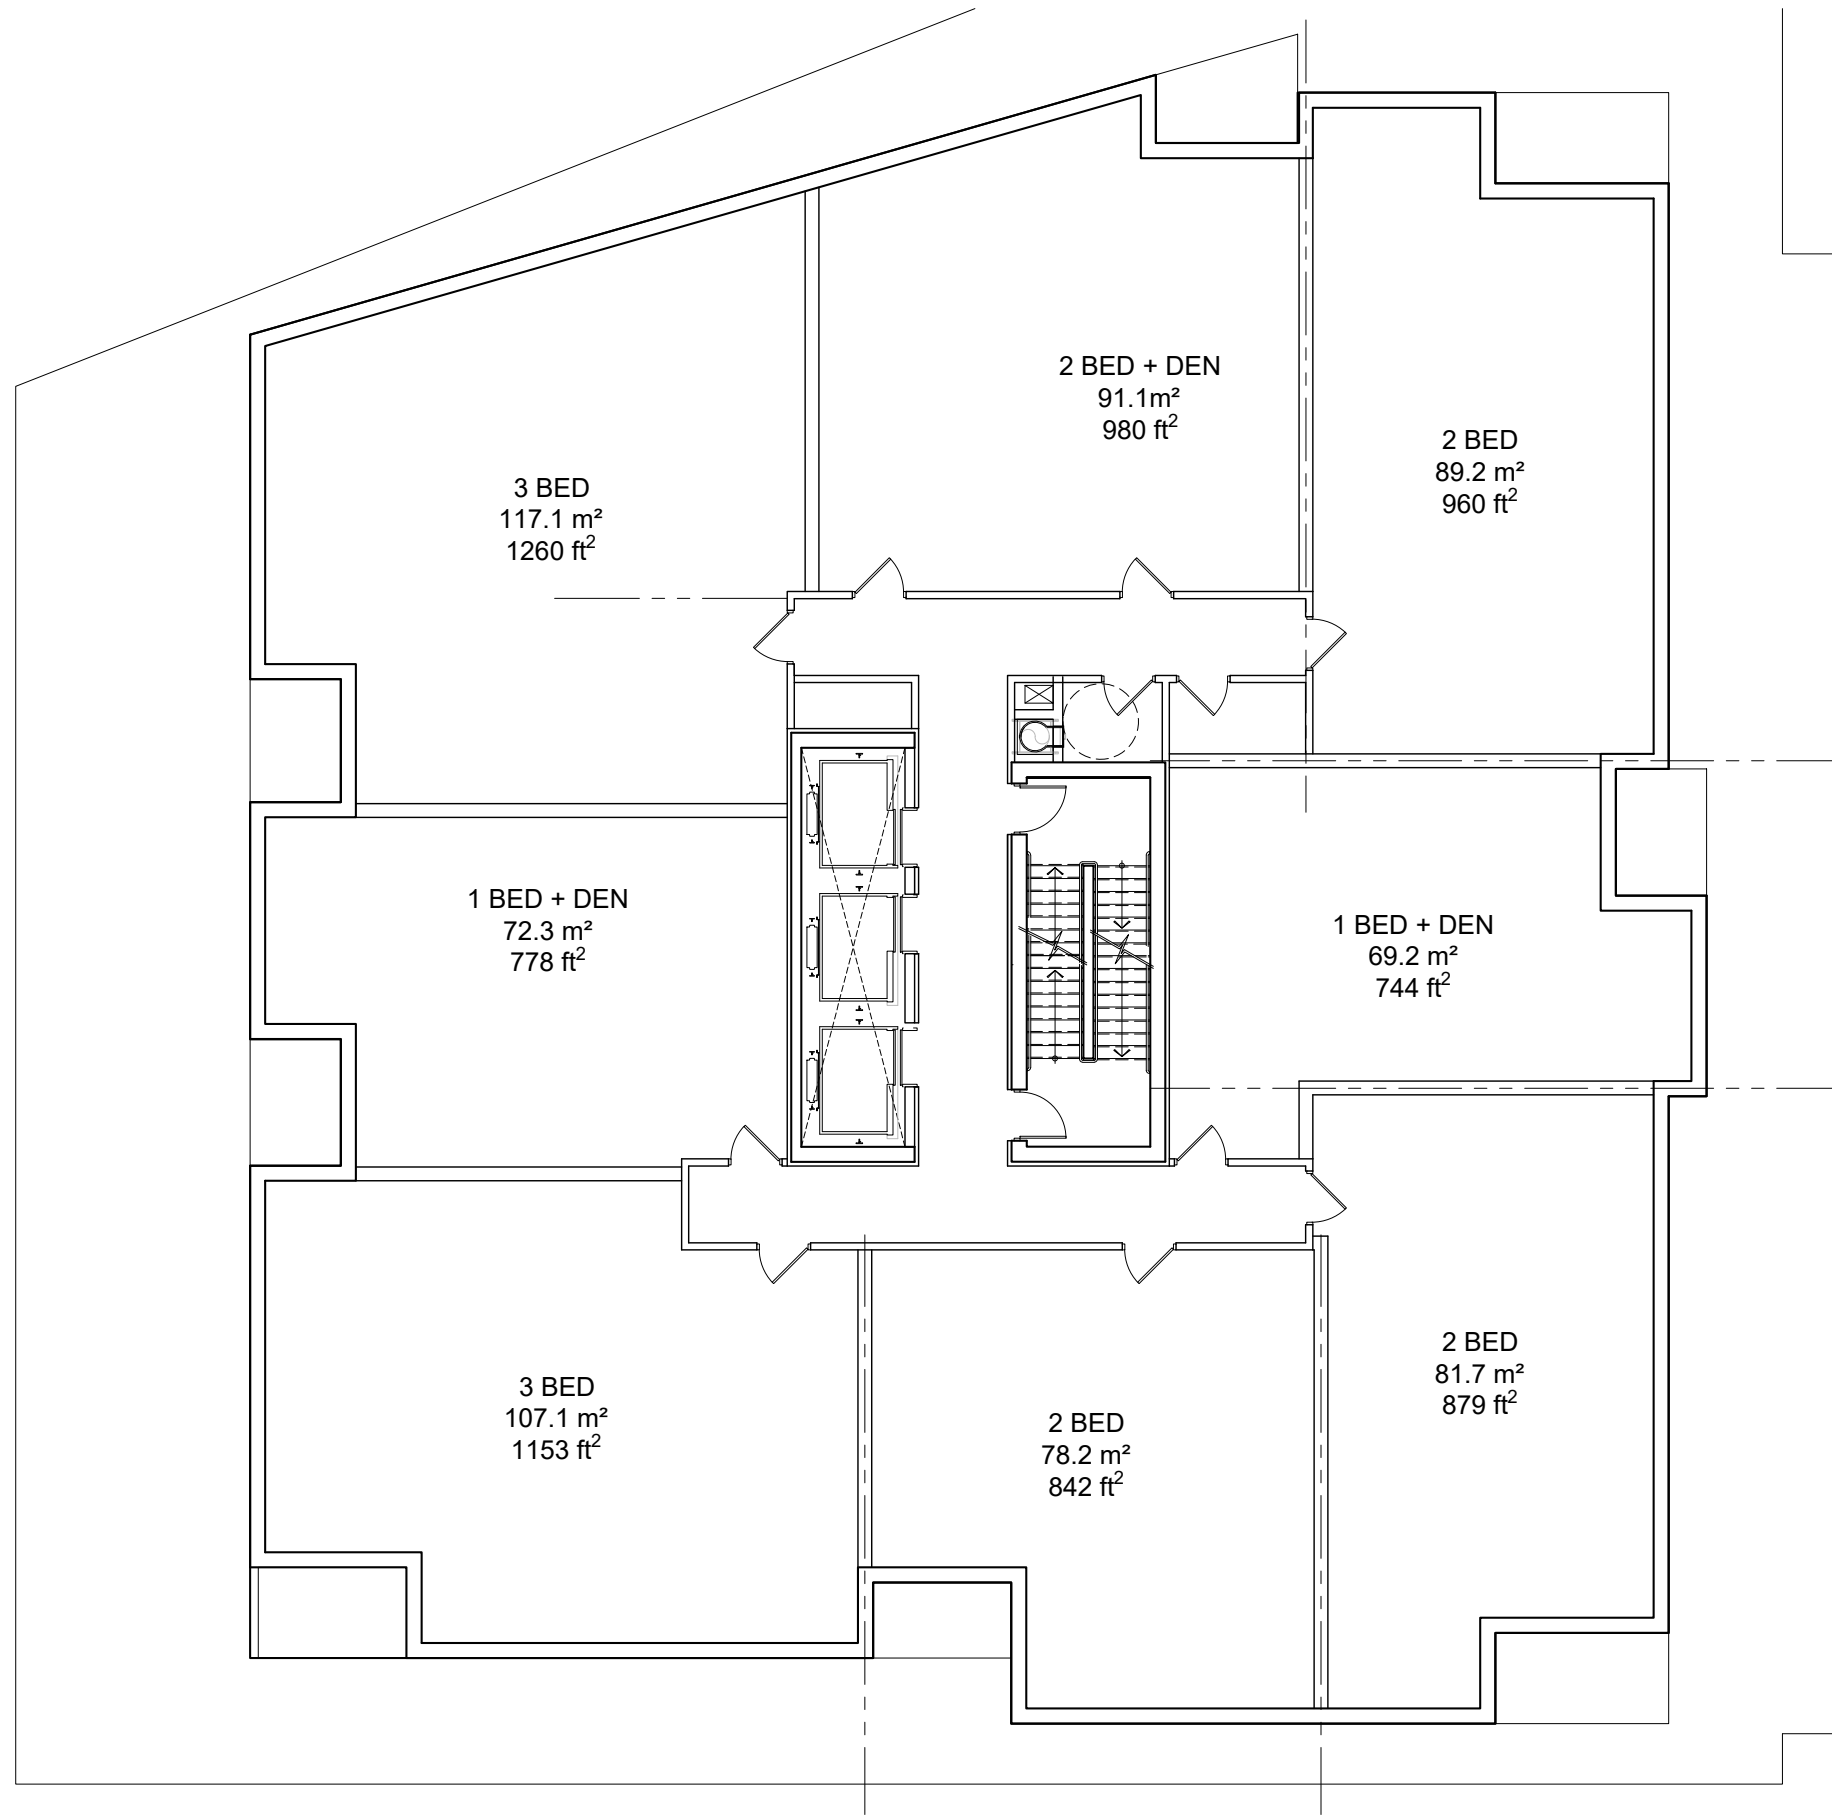 2 BED + DEN
91.1m²
980 ft²
2 BED
89.2 m²
960 ft²
3 BED
117.1 m²
1260 ft²
1 BED + DEN
72.3 m²
778 ft²
1 BED + DEN
69.2 m²
744 ft²
2 BED
81.7 m²
879 ft²
3 BED
107.1 m²
1153 ft²
2 BED
78.2 m²
842 ft²